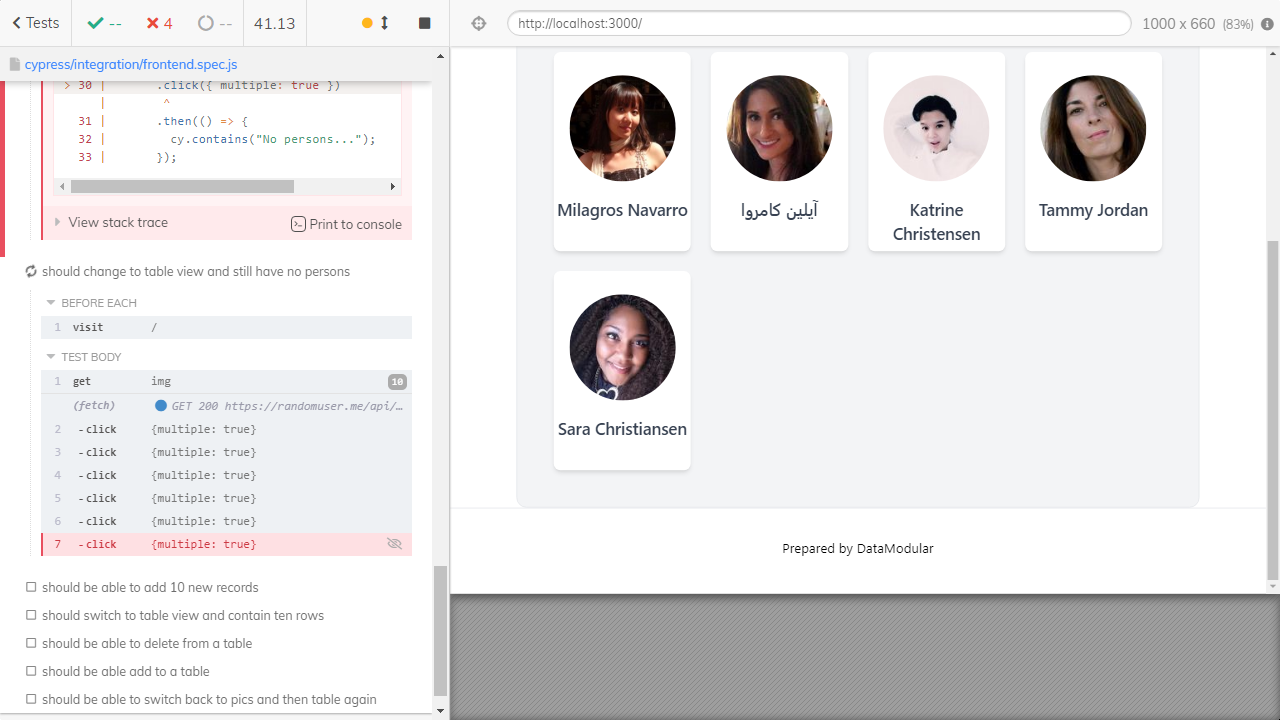 Tests
--
4
--
41.13
http://localhost:3000/
1000 x 660 (83%)
cypress/integration/frontend.spec.js
> 30 | .click({ multiple: true })
| ^
31 | .then(() => {
32 | cy.contains("No persons...");
33 | });
View stack trace
Print to console
should change to table view and still have no persons
BEFORE EACH
1 visit /
TEST BODY
1 get img 10
(fetch) GET 200 https://randomuser.me/api/…
2 -click {multiple: true}
3 -click {multiple: true}
4 -click {multiple: true}
5 -click {multiple: true}
6 -click {multiple: true}
7 -click {multiple: true}
should be able to add 10 new records
should switch to table view and contain ten rows
should be able to delete from a table
should be able add to a table
should be able to switch back to pics and then table again
Milagros Navarro
آیلین کامروا
Katrine
Christensen
Tammy Jordan
Sara Christiansen
Prepared by DataModular